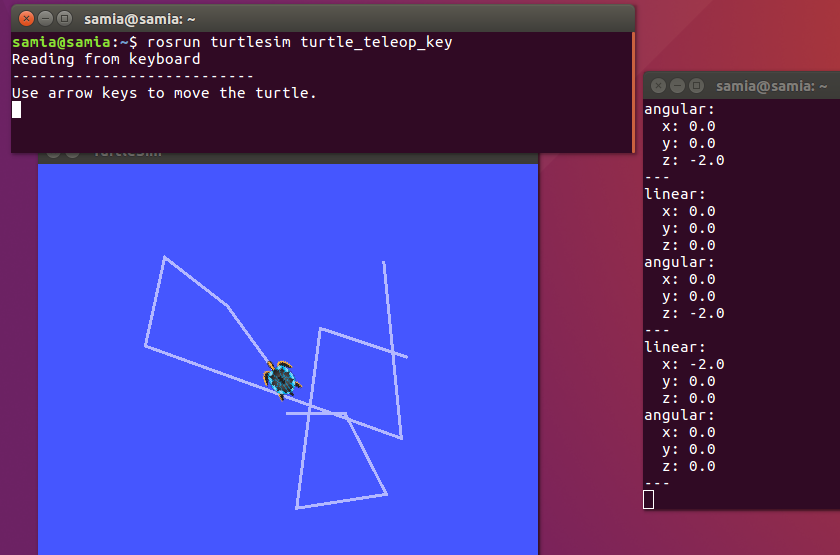 samia@samia: ~
samia@samia:~$ rosrun turtlesim turtle_teleop_key
Reading from keyboard
---------------------------
Use arrow keys to move the turtle.
TurtleSim
samia@samia: ~
angular:
  x: 0.0
  y: 0.0
  z: -2.0
---
linear:
  x: 0.0
  y: 0.0
  z: 0.0
angular:
  x: 0.0
  y: 0.0
  z: -2.0
---
linear:
  x: -2.0
  y: 0.0
  z: 0.0
angular:
  x: 0.0
  y: 0.0
  z: 0.0
---